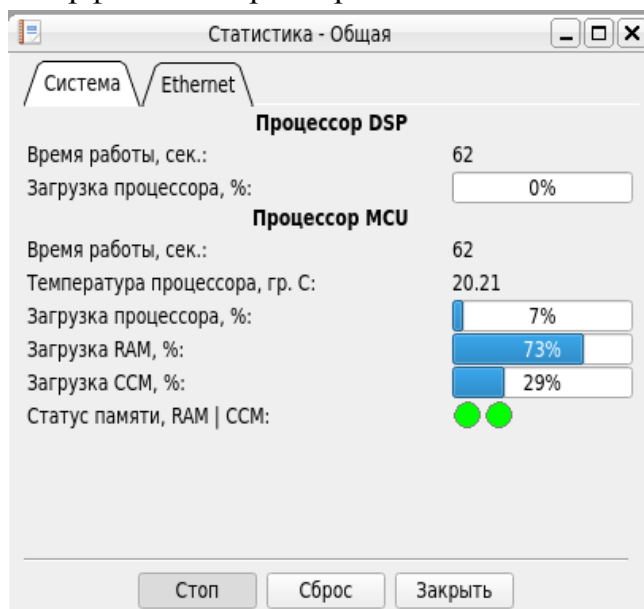 Статистика - Общая
Система Ethernet
Процессор DSP
Время работы, сек.: 62
Загрузка процессора, %: 0%
Процессор MCU
Время работы, сек.: 62
Температура процессора, гр. C: 20.21
Загрузка процессора, %: 7%
Загрузка RAM, %: 73%
Загрузка CCM, %: 29%
Статус памяти, RAM | CCM:
Стоп Сброс Закрыть